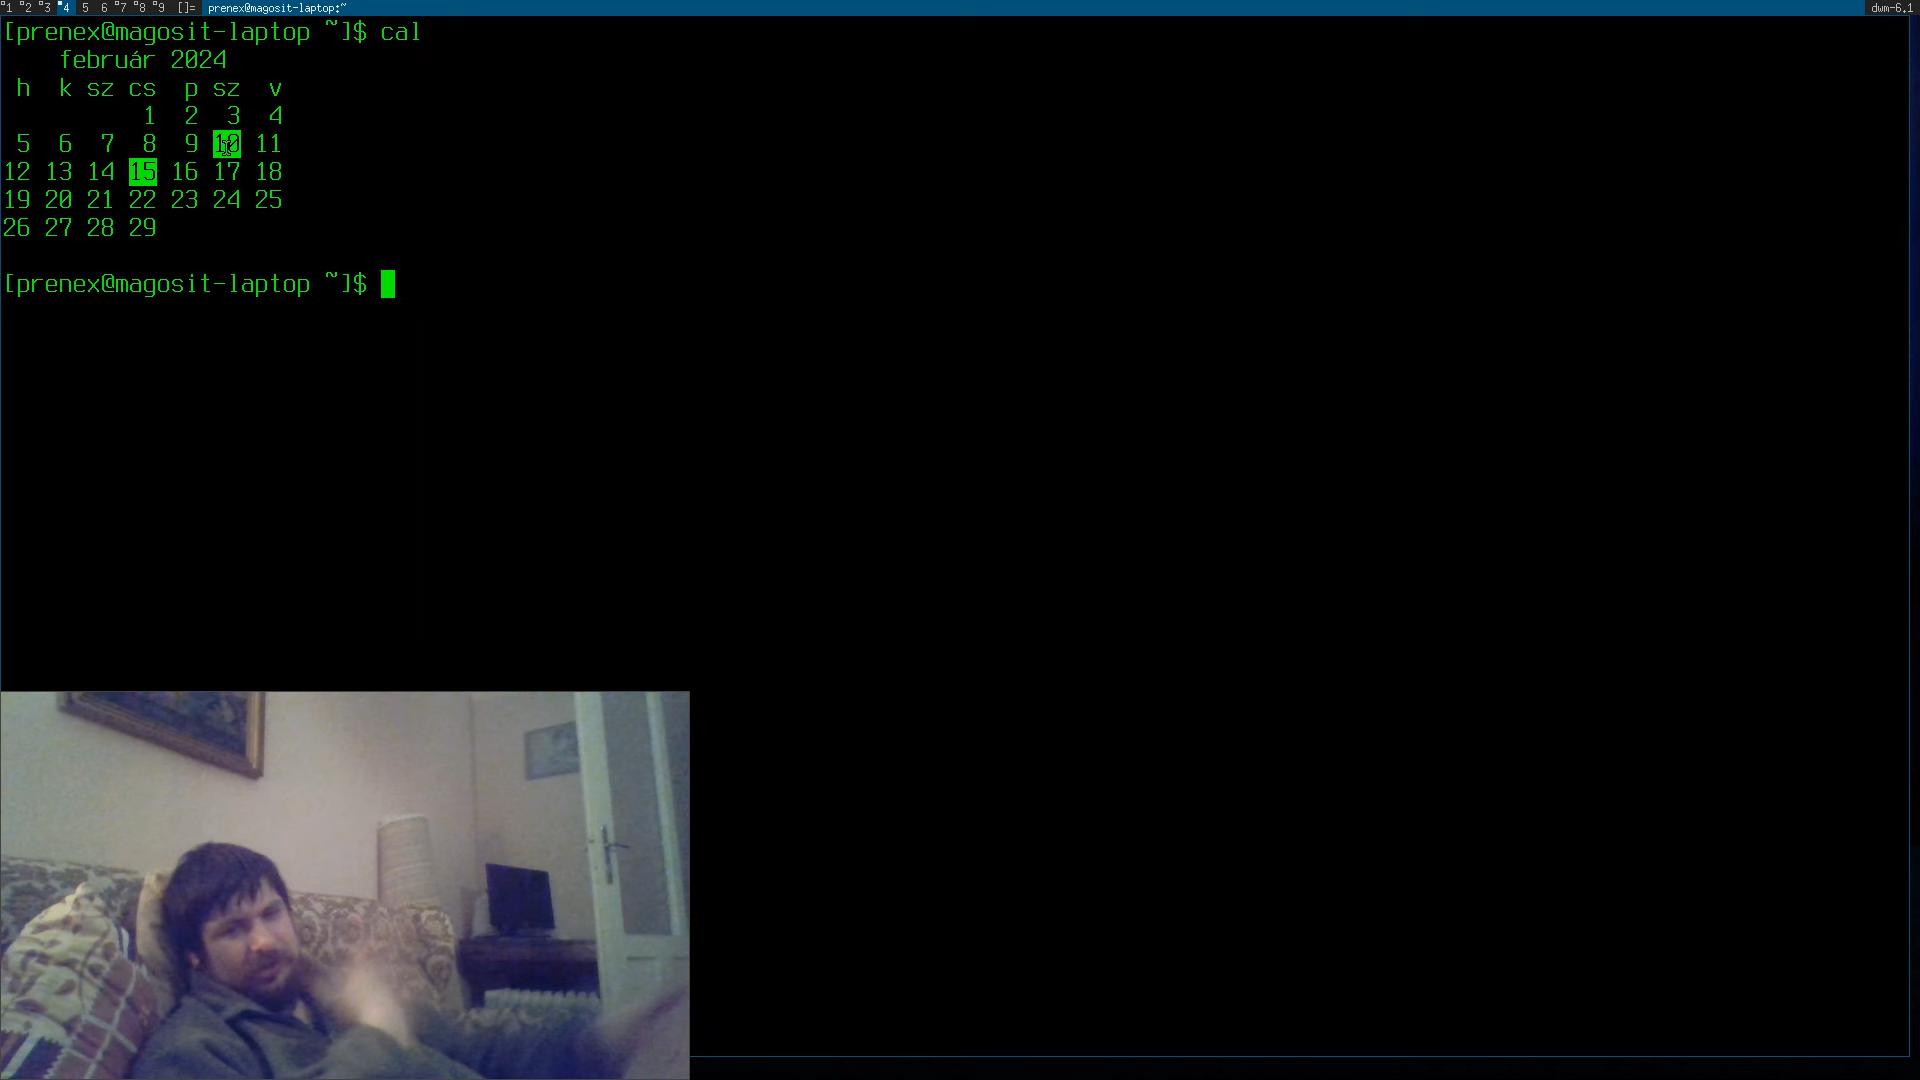 1 2 3 4 5 6 7 8 9 []= prenex@magosit-laptop:~ dwm-6.1
[prenex@magosit-laptop ~]$ cal
február 2024
h k sz cs p sz v
1 2 3 4
5 6 7 8 9 10 11
12 13 14 15 16 17 18
19 20 21 22 23 24 25
26 27 28 29
[prenex@magosit-laptop ~]$